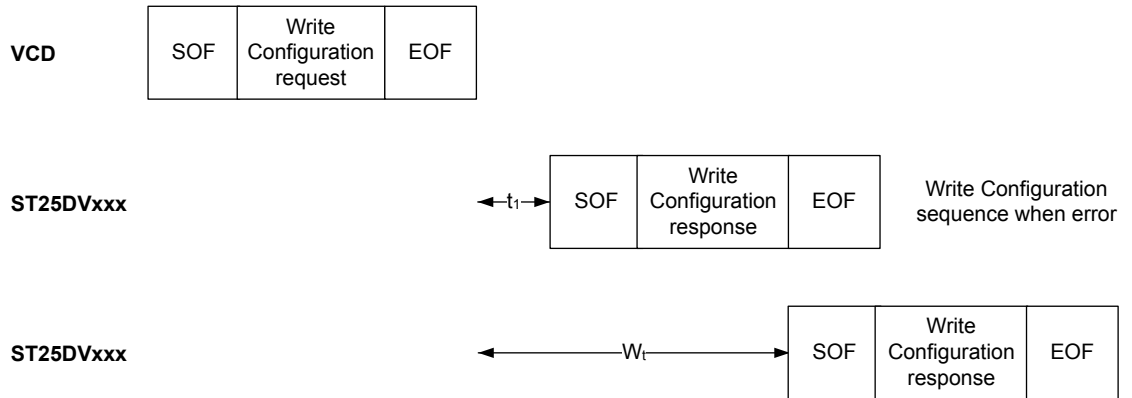 VCD
SOF
Write
Configuration
request
EOF
ST25DVxxx
t1
SOF
Write
Configuration
response
EOF
Write Configuration
sequence when error
ST25DVxxx
Wt
SOF
Write
Configuration
response
EOF